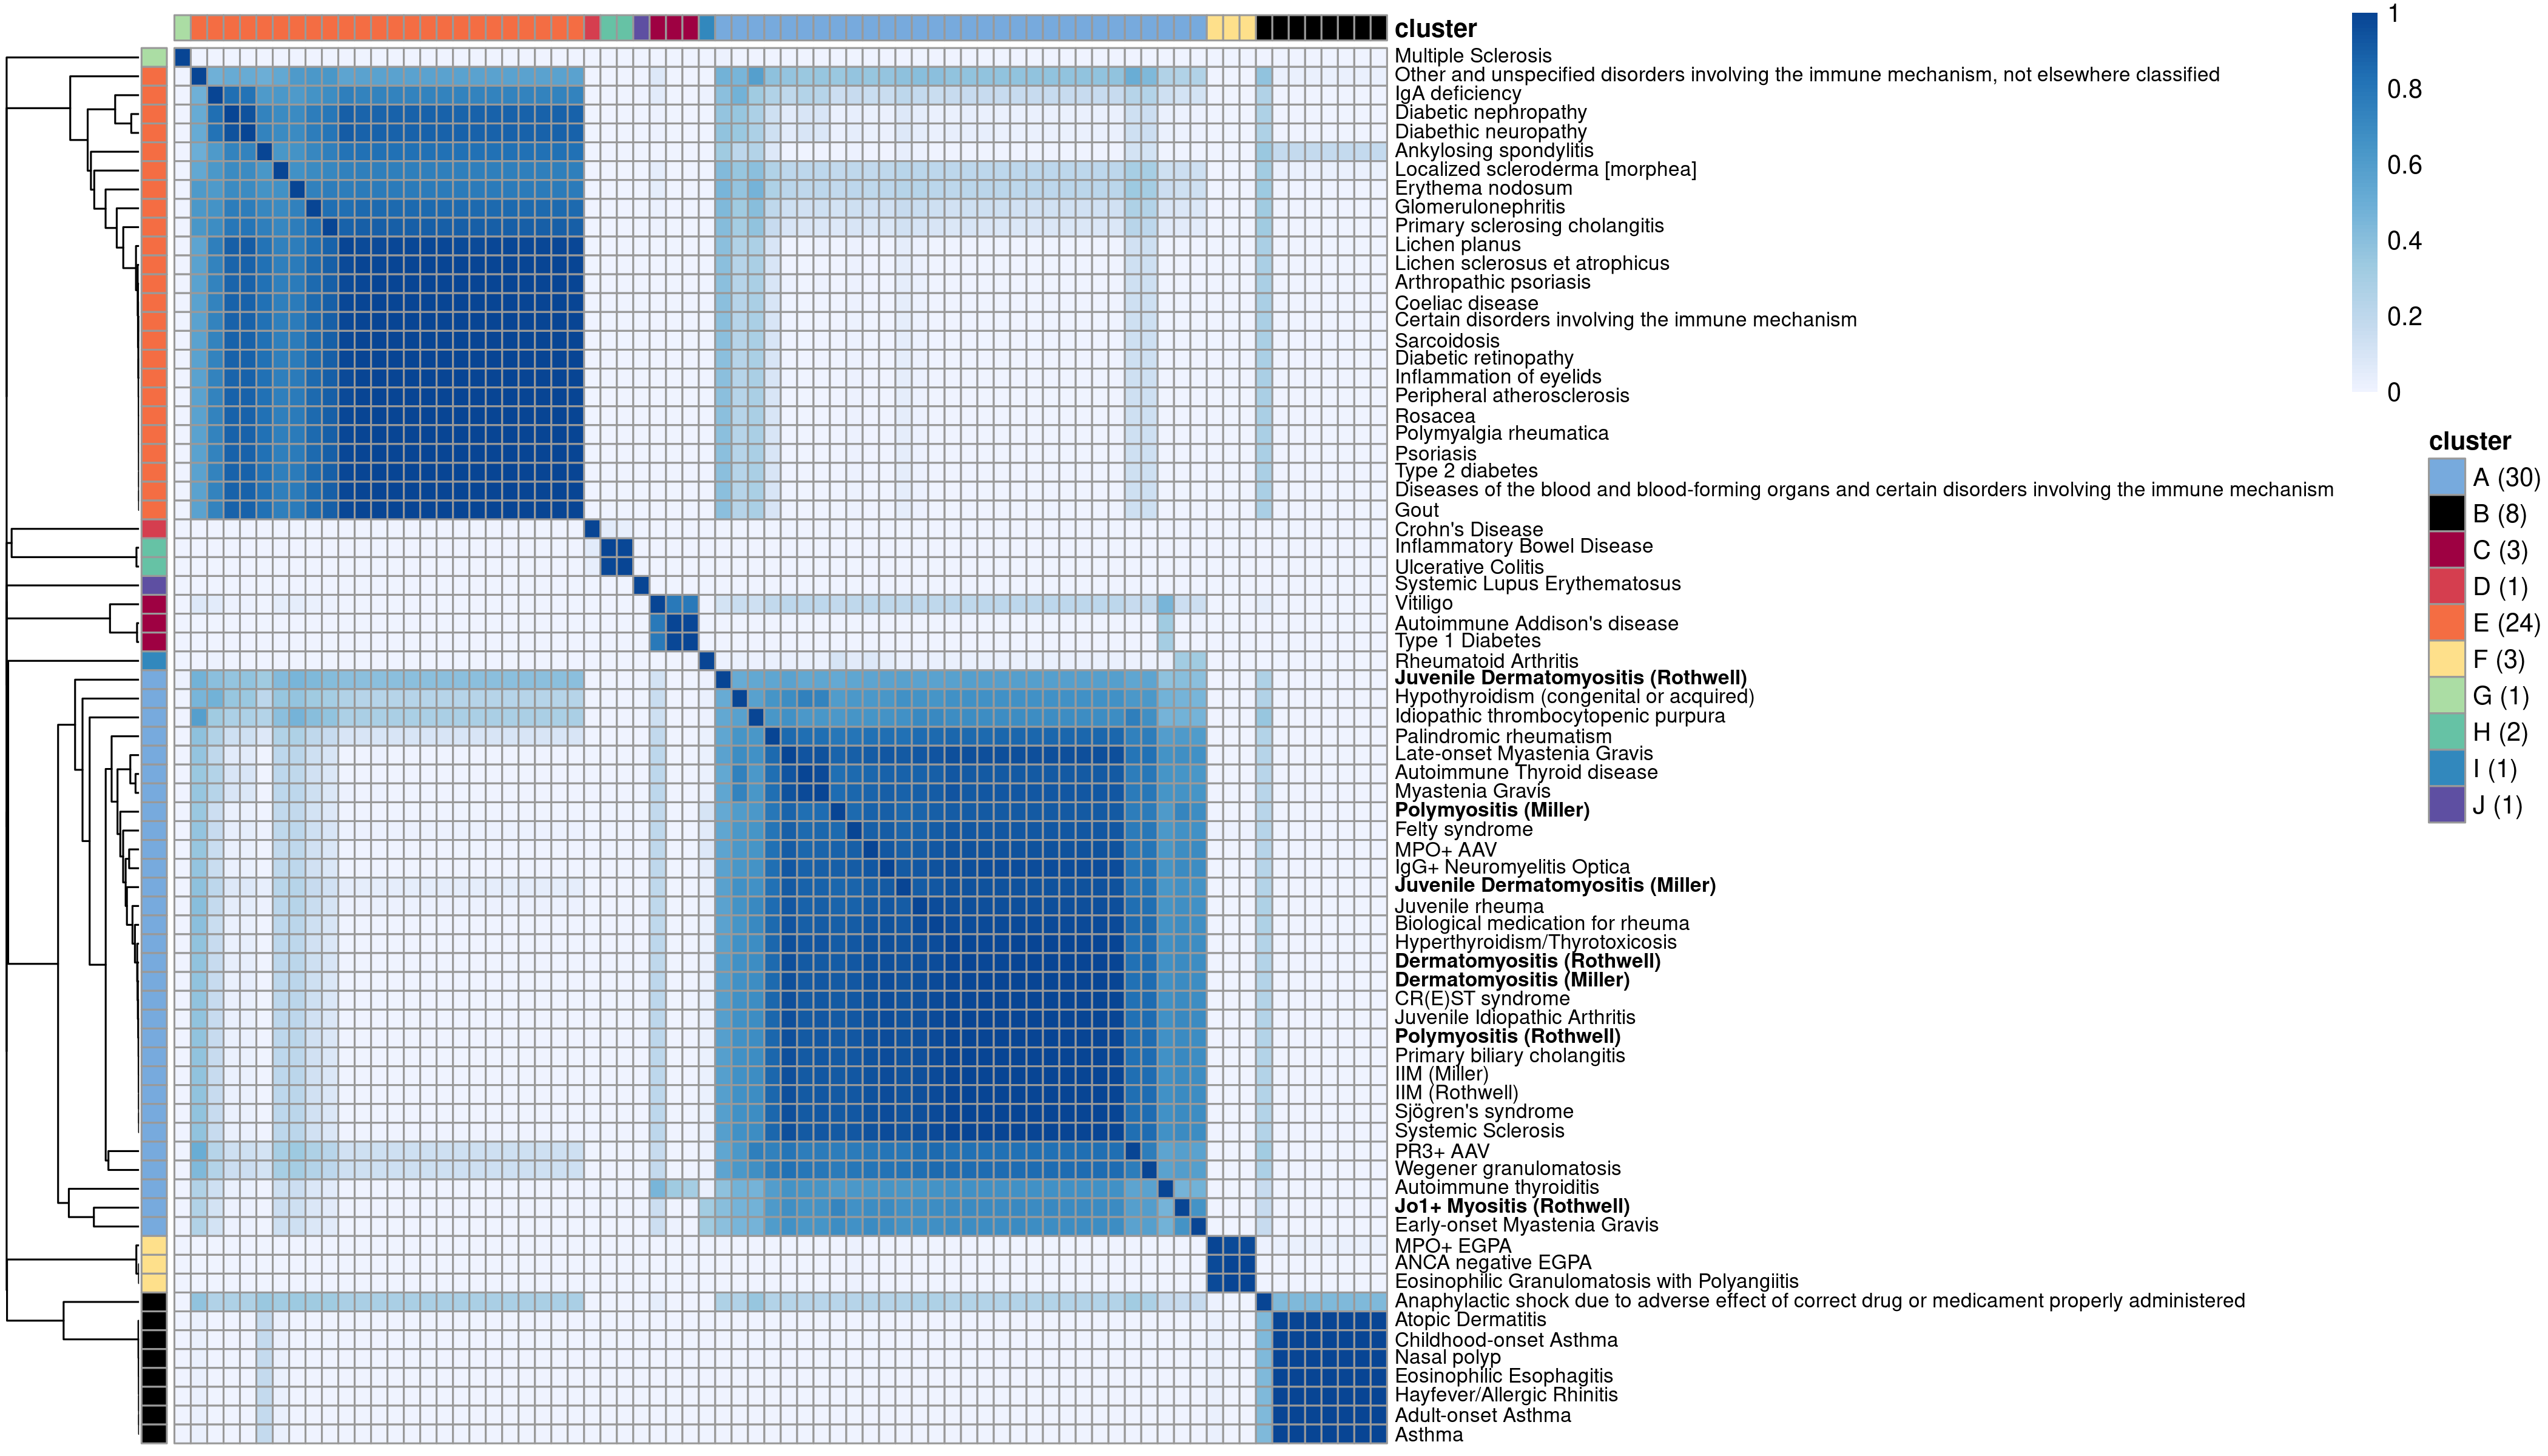 cluster
Multiple Sclerosis
Other and unspecified disorders involving the immune mechanism, not elsewhere classified
IgA deficiency
Diabetic nephropathy
Diabethic neuropathy
Ankylosing spondylitis
Localized scleroderma [morphea]
Erythema nodosum
Glomerulonephritis
Primary sclerosing cholangitis
Lichen planus
Lichen sclerosus et atrophicus
Arthropathic psoriasis
Coeliac disease
Certain disorders involving the immune mechanism
Sarcoidosis
Diabetic retinopathy
Inflammation of eyelids
Peripheral atherosclerosis
Rosacea
Polymyalgia rheumatica
Psoriasis
Type 2 diabetes
Diseases of the blood and blood-forming organs and certain disorders involving the immune mechanism
Gout
Crohn's Disease
Inflammatory Bowel Disease
Ulcerative Colitis
Systemic Lupus Erythematosus
Vitiligo
Autoimmune Addison's disease
Type 1 Diabetes
Rheumatoid Arthritis
Juvenile Dermatomyositis (Rothwell)
Hypothyroidism (congenital or acquired)
Idiopathic thrombocytopenic purpura
Palindromic rheumatism
Late-onset Myastenia Gravis
Autoimmune Thyroid disease
Myastenia Gravis
Polymyositis (Miller)
Felty syndrome
MPO+ AAV
IgG+ Neuromyelitis Optica
Juvenile Dermatomyositis (Miller)
Juvenile rheuma
Biological medication for rheuma
Hyperthyroidism/Thyrotoxicosis
Dermatomyositis (Rothwell)
Dermatomyositis (Miller)
CR(E)ST syndrome
Juvenile Idiopathic Arthritis
Polymyositis (Rothwell)
Primary biliary cholangitis
IIM (Miller)
IIM (Rothwell)
Sjögren's syndrome
Systemic Sclerosis
PR3+ AAV
Wegener granulomatosis
Autoimmune thyroiditis
Jo1+ Myositis (Rothwell)
Early-onset Myastenia Gravis
MPO+ EGPA
ANCA negative EGPA
Eosinophilic Granulomatosis with Polyangiitis
Anaphylactic shock due to adverse effect of correct drug or medicament properly administered
Atopic Dermatitis
Childhood-onset Asthma
Nasal polyp
Eosinophilic Esophagitis
Hayfever/Allergic Rhinitis
Adult-onset Asthma
Asthma
1
0.8
0.6
0.4
0.2
0
cluster
A (30)
B (8)
C (3)
D (1)
E (24)
F (3)
G (1)
H (2)
I (1)
J (1)